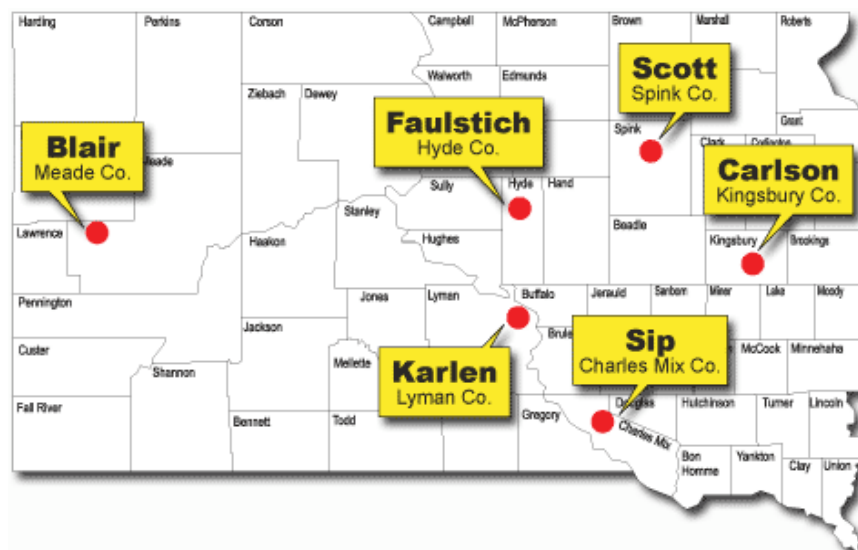 Harding
Perkins
Corson
Campbell
McPherson
Brown
Marshall
Roberts
Walworth
Edmunds
Scott
Spink Co.
Ziebach
Dewey
Faulstich
Hyde Co.
Grant
Spink
Clark
Codington
Blair
Meade Co.
Meade
Carlson
Kingsbury Co.
Sully
Hyde
Hand
Stanley
Lawrence
Haakon
Hughes
Beadle
Kingsbury
Brookings
Pennington
Jones
Lyman
Buffalo
Jerauld
Sanborn
Miner
Lake
Moody
Jackson
Brule
Sip
Charles Mix Co.
Custer
Shannon
Mellette
Karlen
Lyman Co.
McCook
Minnehaha
Fall River
Bennett
Todd
Gregory
Douglas
Hutchinson
Turner
Lincoln
Charles Mix
Bon
Homme
Yankton
Clay
Union